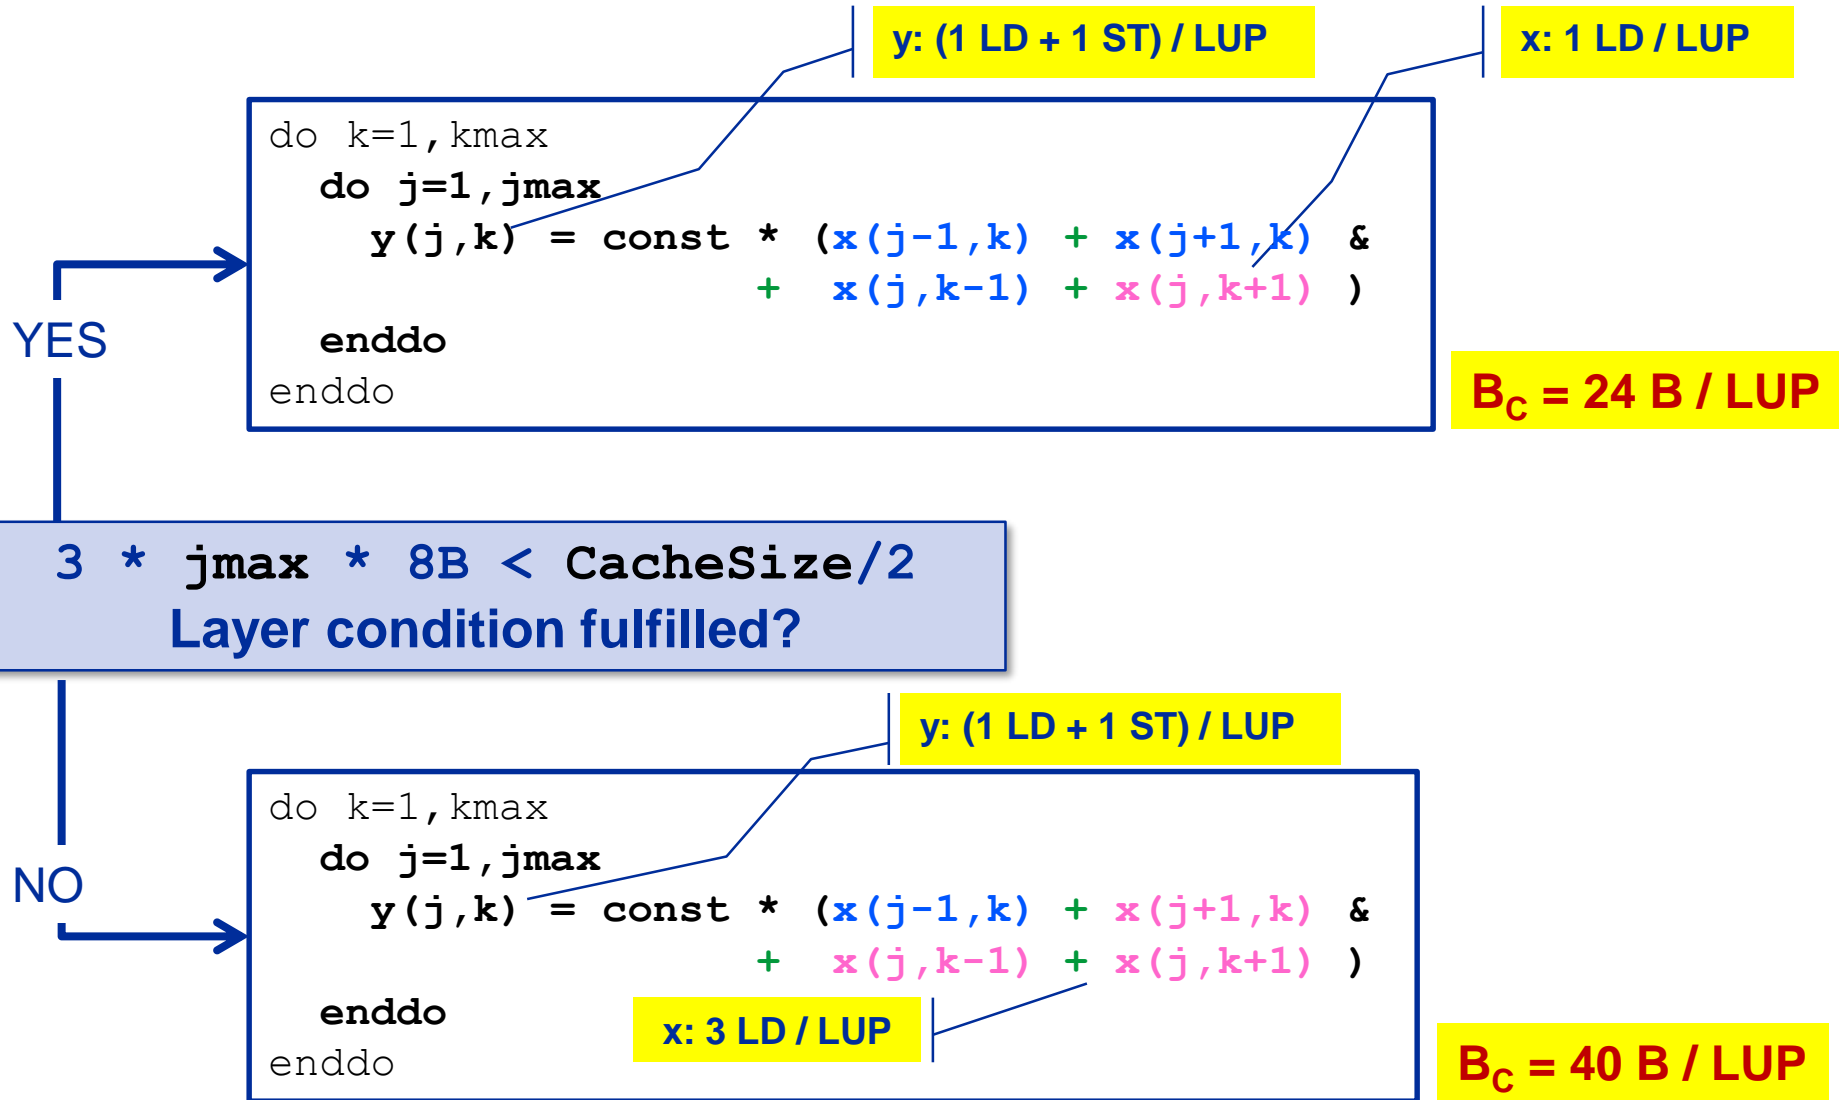 y: (1 LD + 1 ST) / LUP
x: 1 LD / LUP
do k=1,kmax
do j=1,jmax
y(j,k) = const * (x(j-1,k) + x(j+1,k) &
+ x(j,k-1) + x(j,k+1) )
enddo
enddo
YES
B_C = 24 B / LUP
3 * jmax * 8B < CacheSize/2
Layer condition fulfilled?
y: (1 LD + 1 ST) / LUP
do k=1,kmax
do j=1,jmax
NO
y(j,k) = const * (x(j-1,k) + x(j+1,k) &
+ x(j,k-1) + x(j,k+1) )
enddo
x: 3 LD / LUP
enddo
B_C = 40 B / LUP